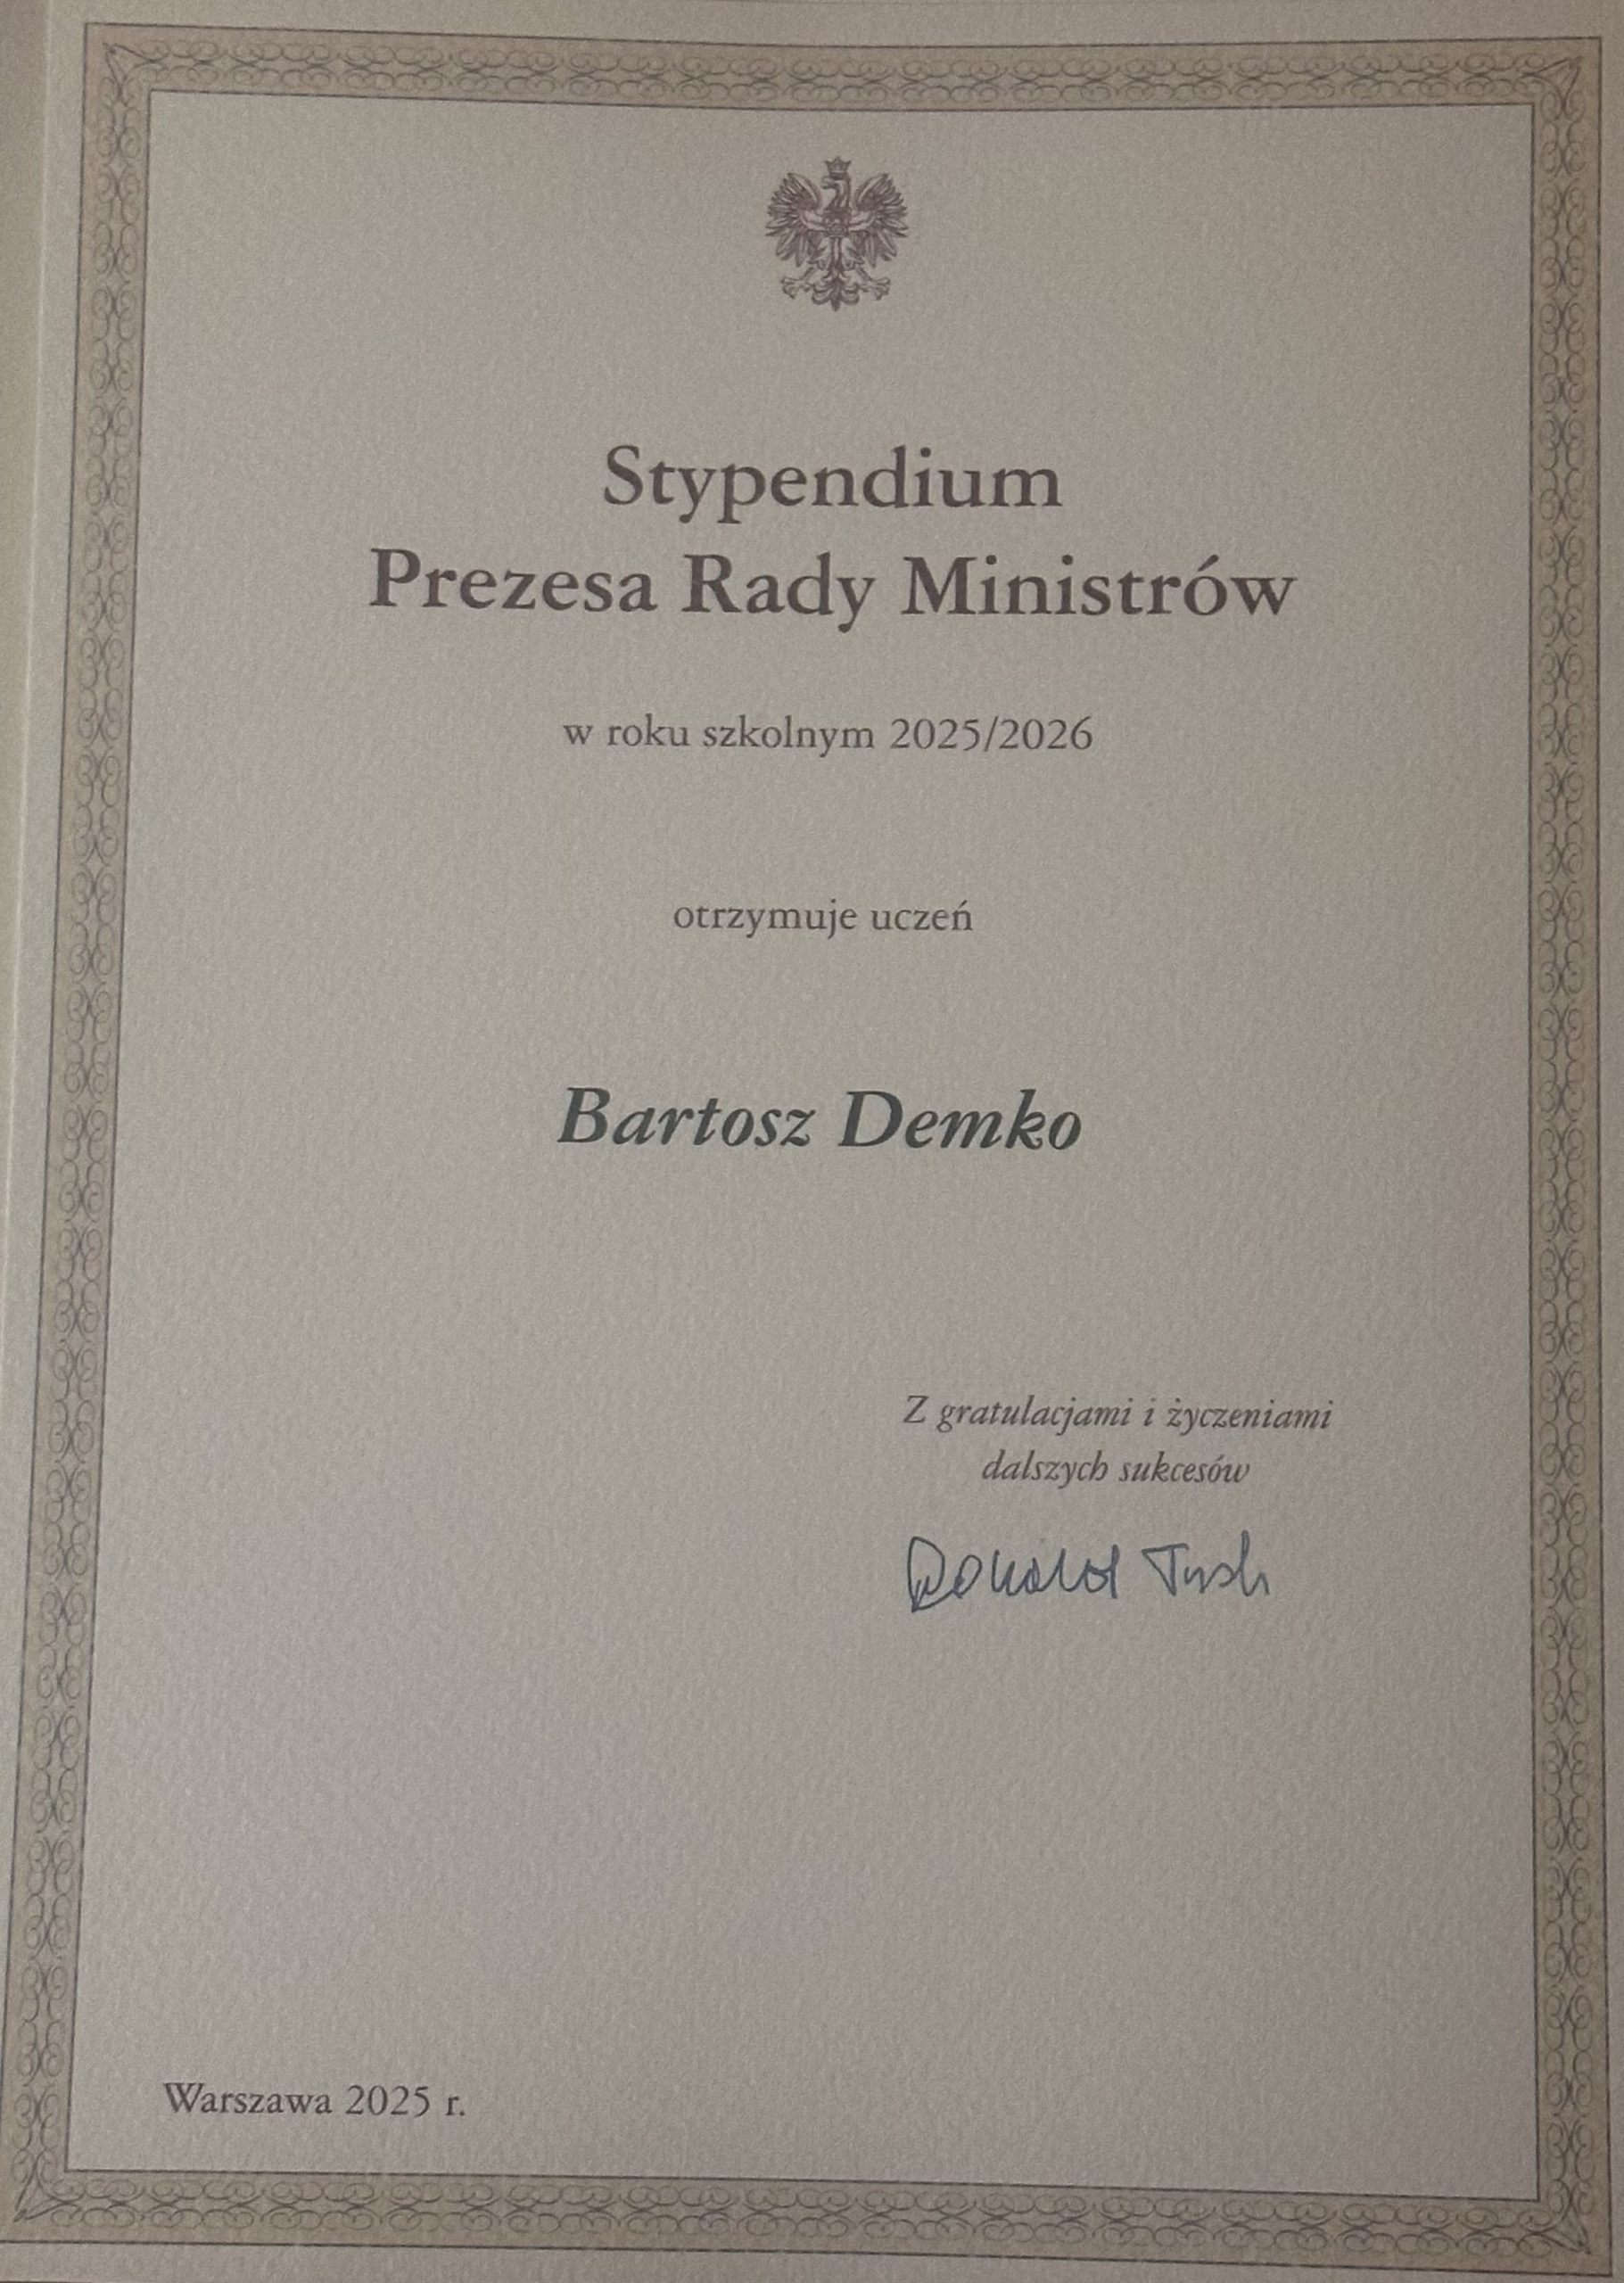 Stypendium
Prezesa Rady Ministrów
w roku szkolnym 2025/2026
otrzymuje uczeń
Bartosz Demko
Z gratulacjami i życzeniami
dalszych sukcesów
Donald Tusk
Warszawa 2025 r.